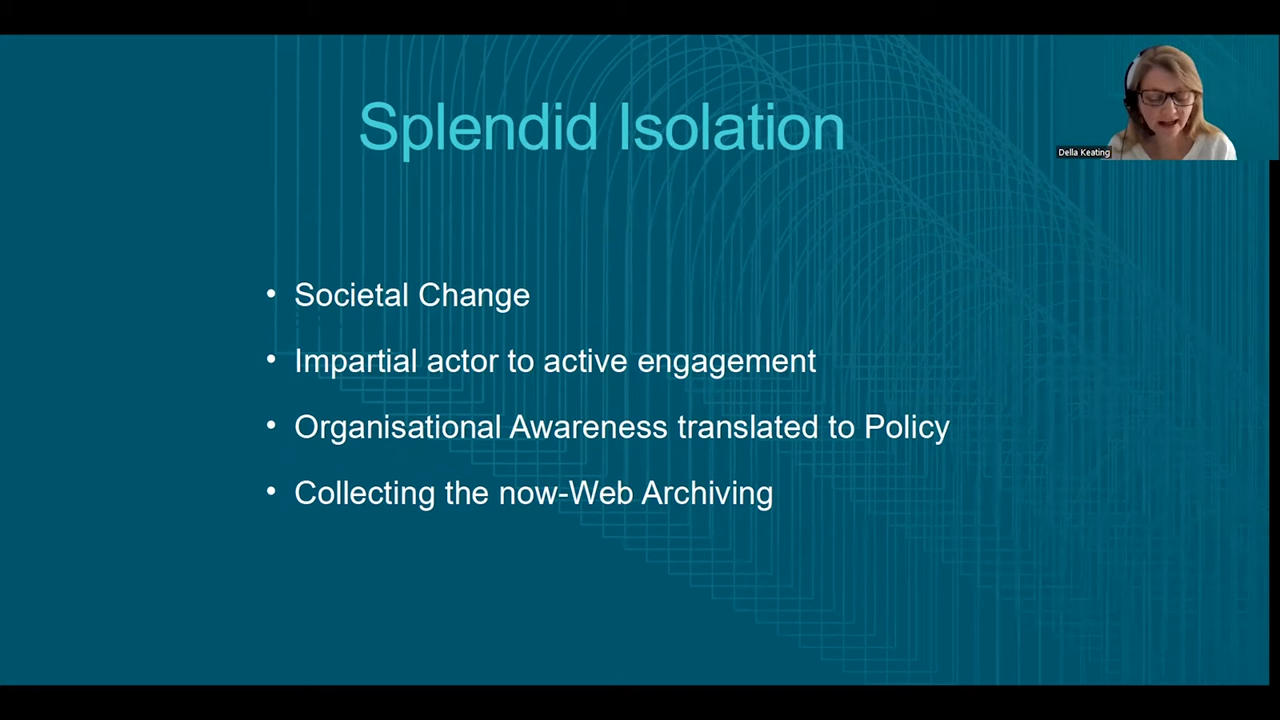 Splendid Isolation
Della Keating
• Societal Change
• Impartial actor to active engagement
• Organisational Awareness translated to Policy
• Collecting the now-Web Archiving